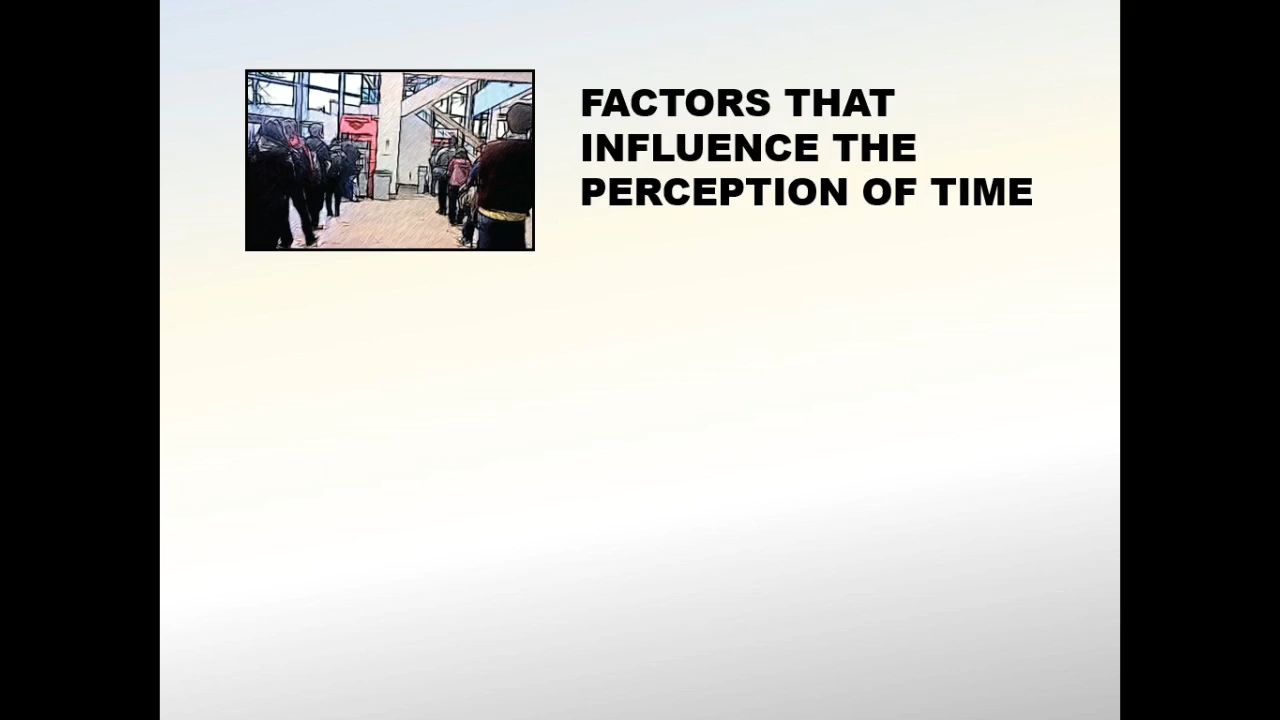 FACTORS THAT
INFLUENCE THE
PERCEPTION OF TIME